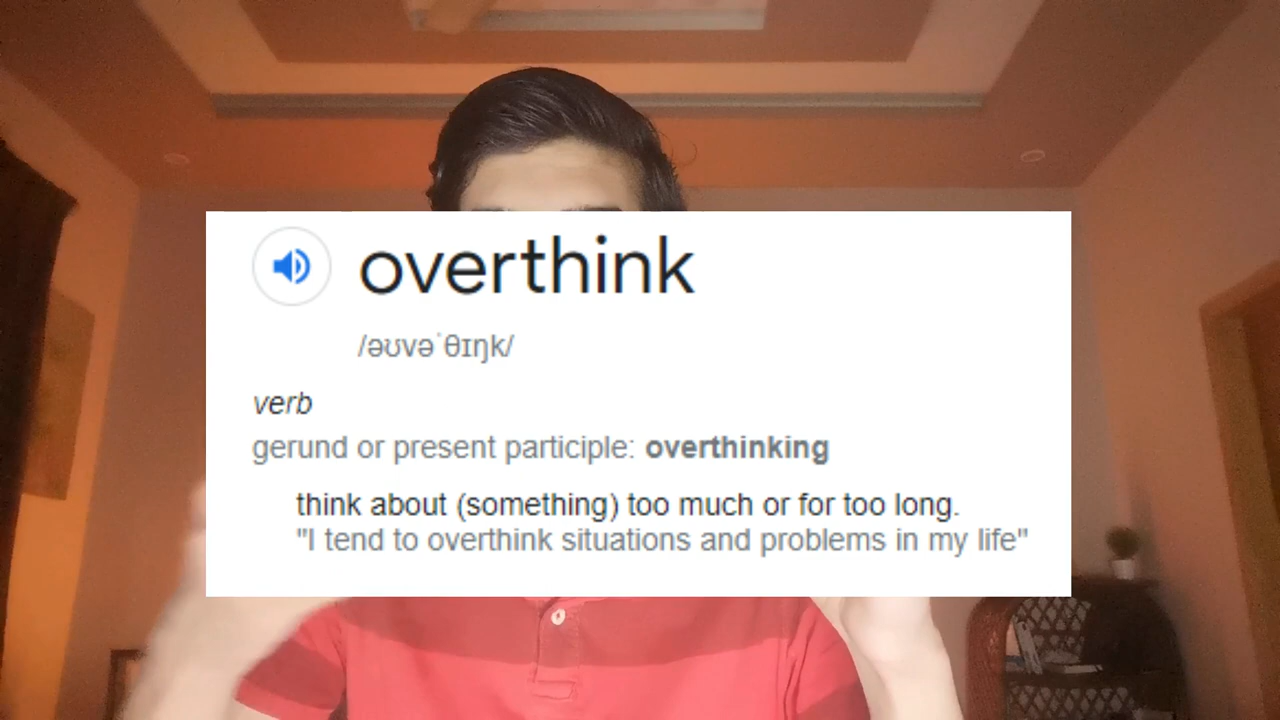 overthink
/əʊvəˈθɪŋk/
verb
gerund or present participle: overthinking
think about (something) too much or for too long.
"I tend to overthink situations and problems in my life"